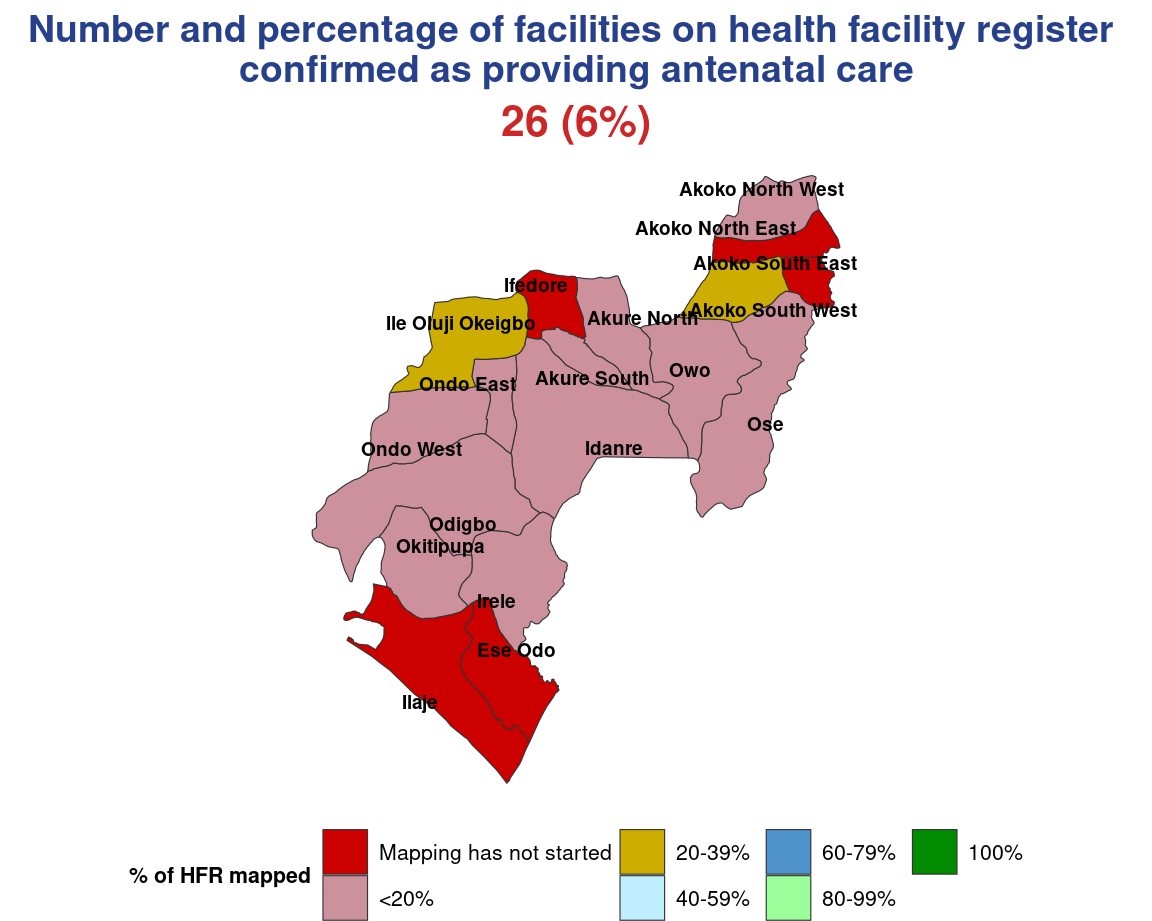 Number and percentage of facilities on health facility register
confirmed as providing antenatal care
26 (6%)
Akoko North West
Akoko North East
Akoko South East
Ifedore
Akoko South West
Akure North
Ile Oluji Okeigbo
Owo
Akure South
Ondo East
Ose
Idanre
Ondo West
Odigbo
Okitipupa
Irele
Ese Odo
Ilaje
% of HFR mapped
Mapping has not started
<20%
20-39%
40-59%
60-79%
80-99%
100%